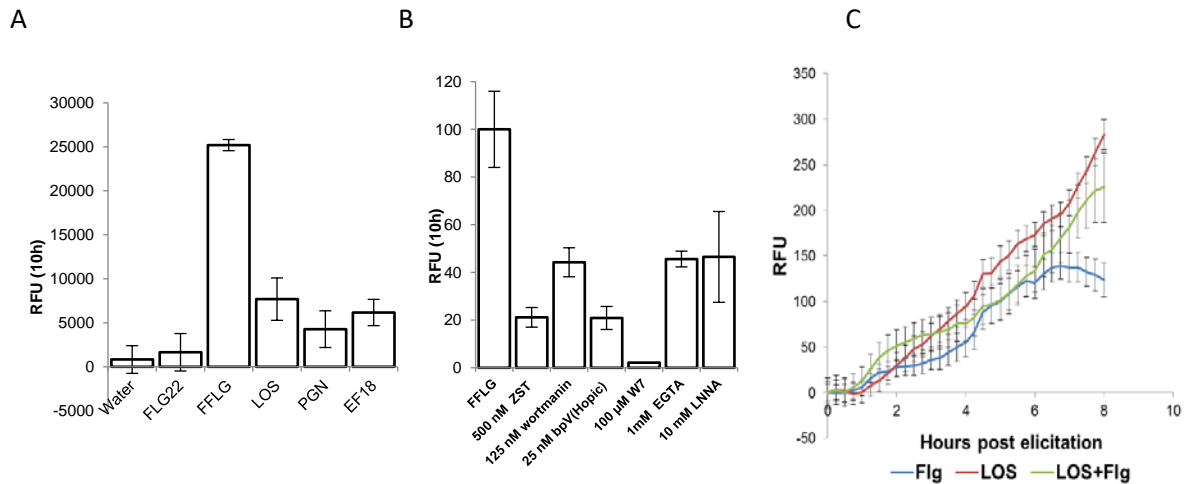 A
B
C
RFU (10h)
30000
25000
20000
15000
10000
5000
0
-5000
Water
FLG22
FFLG
LOS
PGN
EF18
RFU (10h)
120
100
80
60
40
20
0
FFLG
500 nM ZST
125 nM wortmanin
25 nM bpV(Hopic)
100 µM W7
1mM EGTA
10 mM LNNA
RFU
350
300
250
200
150
100
50
0
-50
0
2
4
6
8
10
Hours post elicitation
Flg
LOS
LOS+Flg